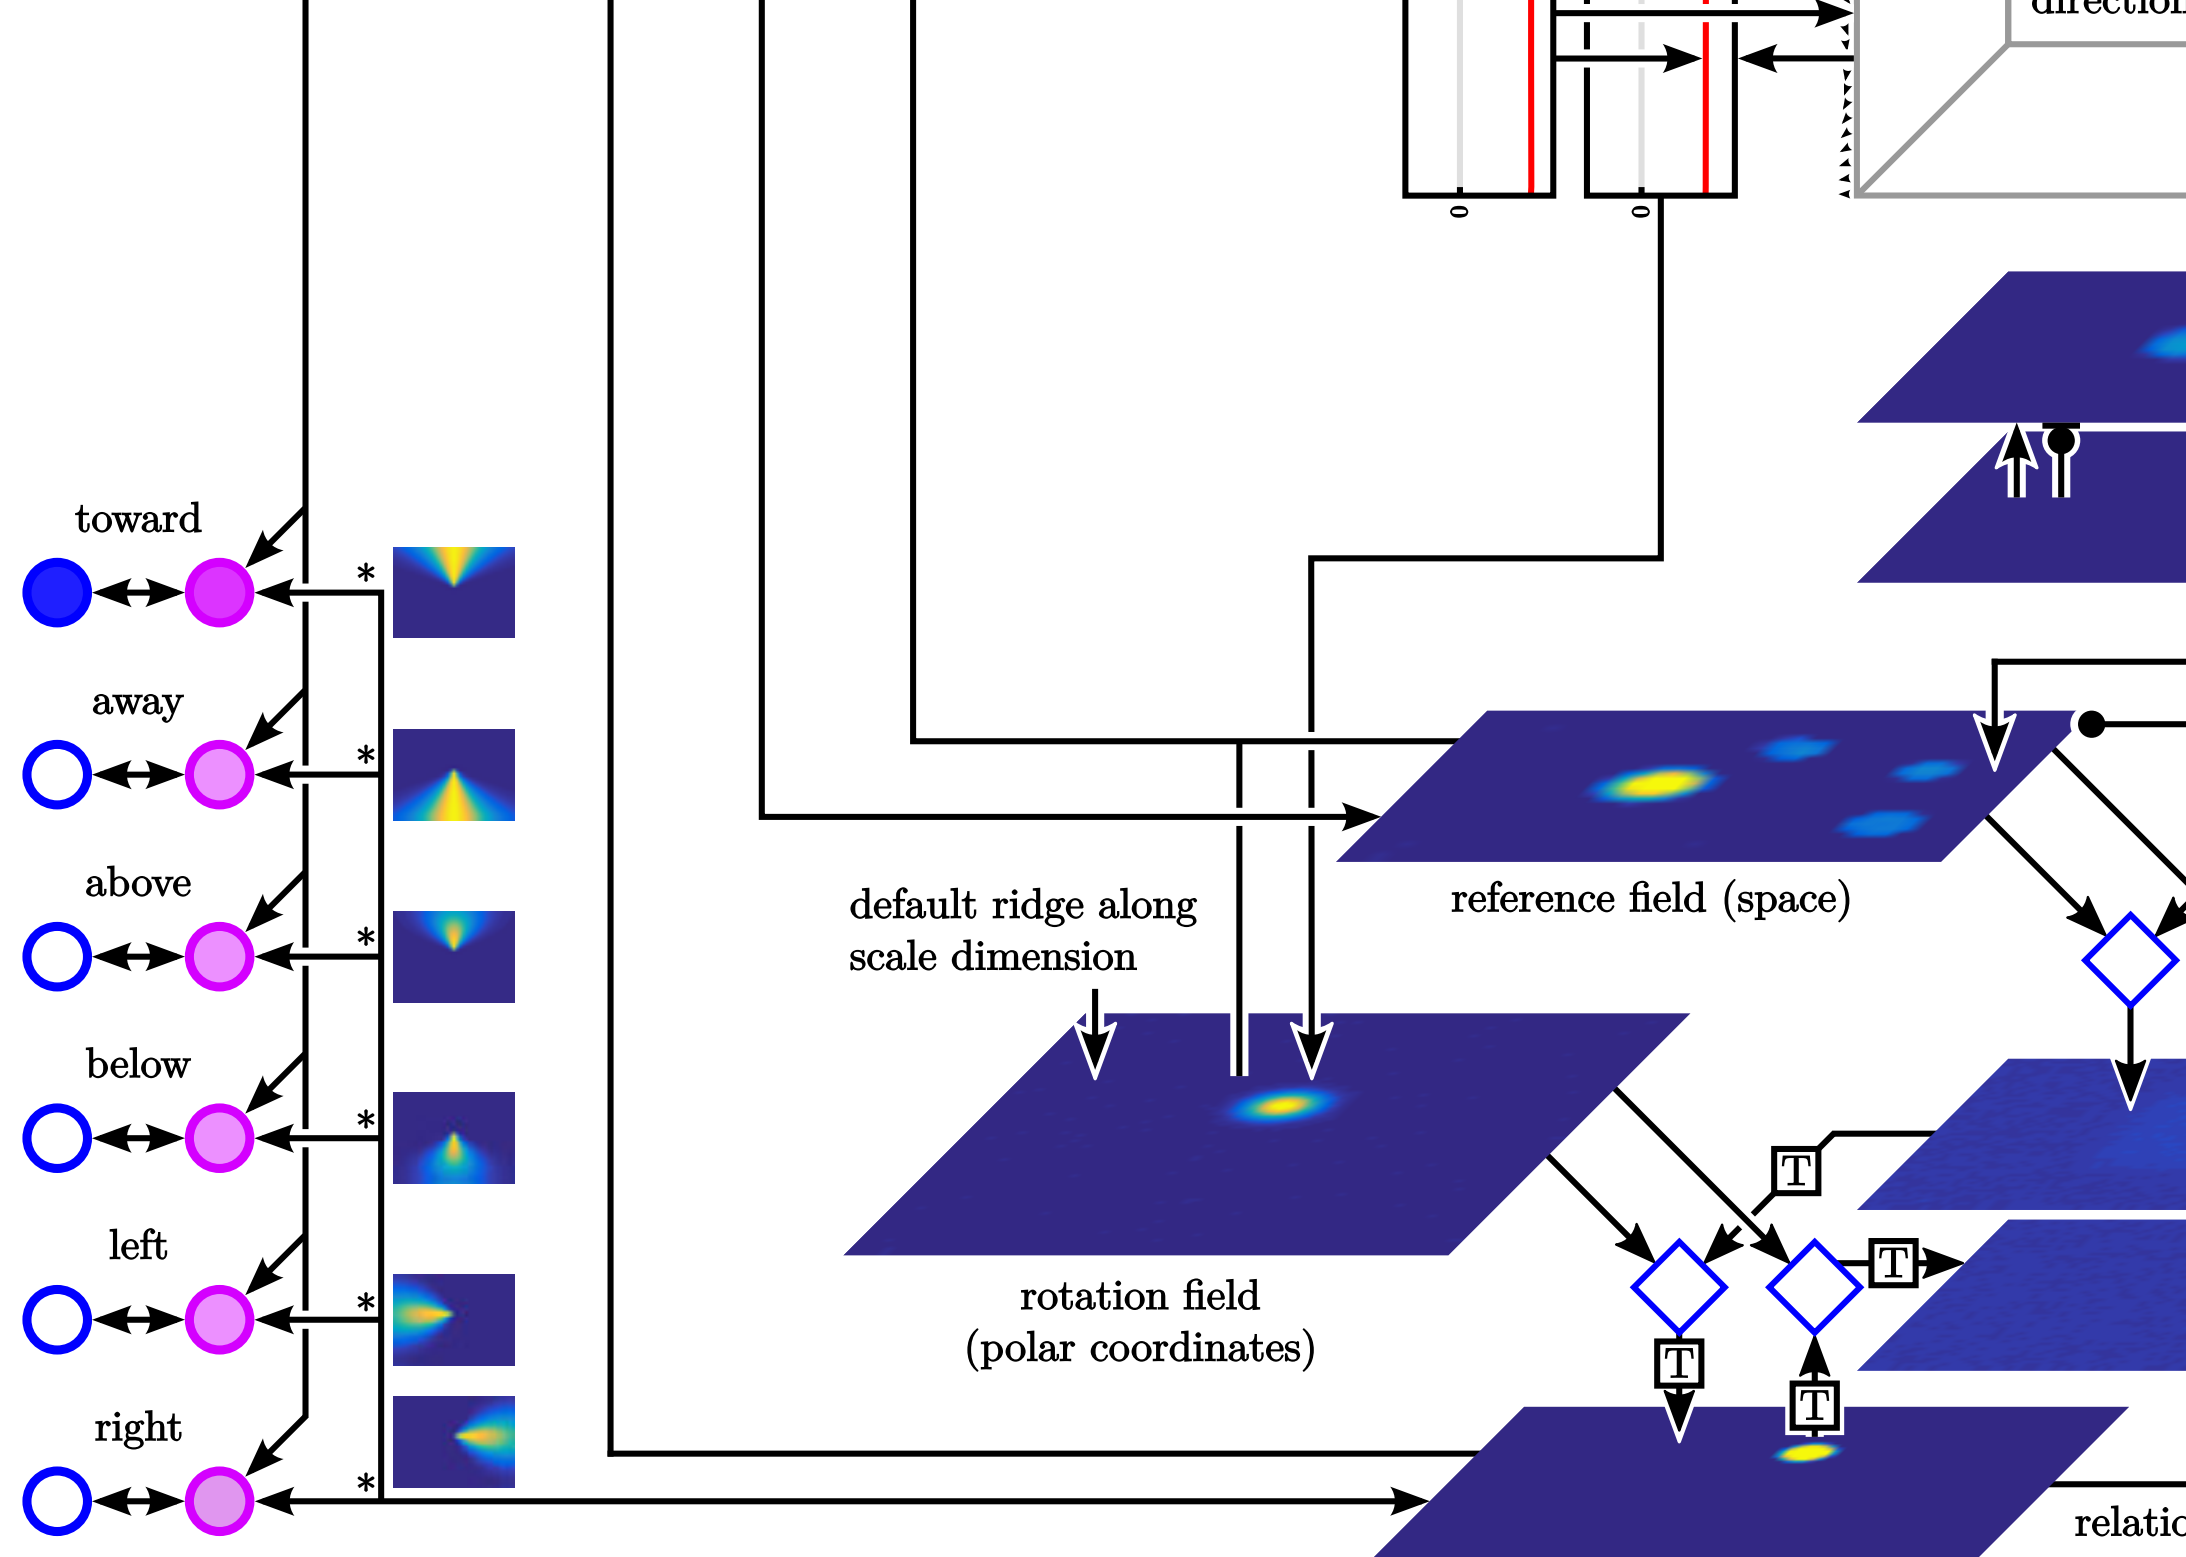 0
0
toward
*
away
*
above
*
below
*
left
*
right
*
reference field (space)
default ridge along
scale dimension
rotation field
(polar coordinates)
T
T
T
T